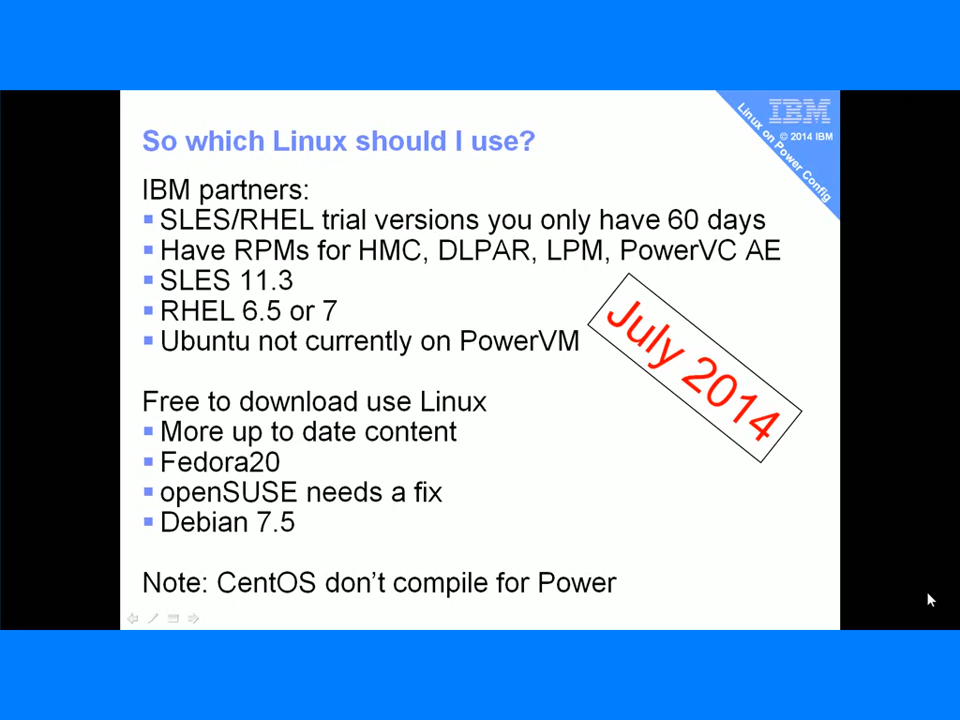 IBM
© 2014 IBM
Linux on Power Config
So which Linux should I use?
IBM partners:
SLES/RHEL trial versions you only have 60 days
Have RPMs for HMC, DLPAR, LPM, PowerVC AE
SLES 11.3
RHEL 6.5 or 7
Ubuntu not currently on PowerVM
July 2014
Free to download use Linux
More up to date content
Fedora20
openSUSE needs a fix
Debian 7.5
Note: CentOS don't compile for Power